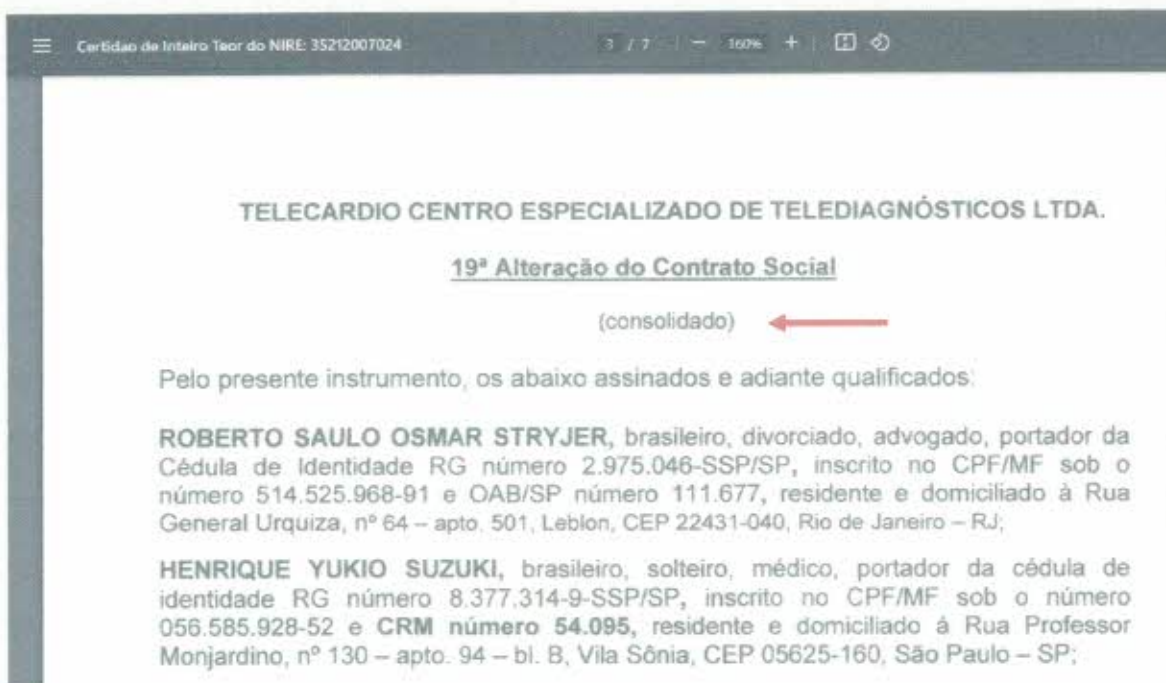 Certidao de Inteiro Teor do NIRE: 35212007024 3 / 7 160%
TELECARDIO CENTRO ESPECIALIZADO DE TELEDIAGNÓSTICOS LTDA.
19ª Alteração do Contrato Social
(consolidado)
Pelo presente instrumento, os abaixo assinados e adiante qualificados:
ROBERTO SAULO OSMAR STRYJER, brasileiro, divorciado, advogado, portador da
Cédula de Identidade RG número 2.975.046-SSP/SP, inscrito no CPF/MF sob o
número 514.525.968-91 e OAB/SP número 111.677, residente e domiciliado à Rua
General Urquiza, nº 64 – apto. 501, Leblon, CEP 22431-040, Rio de Janeiro – RJ;
HENRIQUE YUKIO SUZUKI, brasileiro, solteiro, médico, portador da cédula de
identidade RG número 8.377.314-9-SSP/SP, inscrito no CPF/MF sob o número
056.585.928-52 e CRM número 54.095, residente e domiciliado á Rua Professor
Monjardino, nº 130 – apto. 94 – bl. B, Vila Sônia, CEP 05625-160, São Paulo – SP;